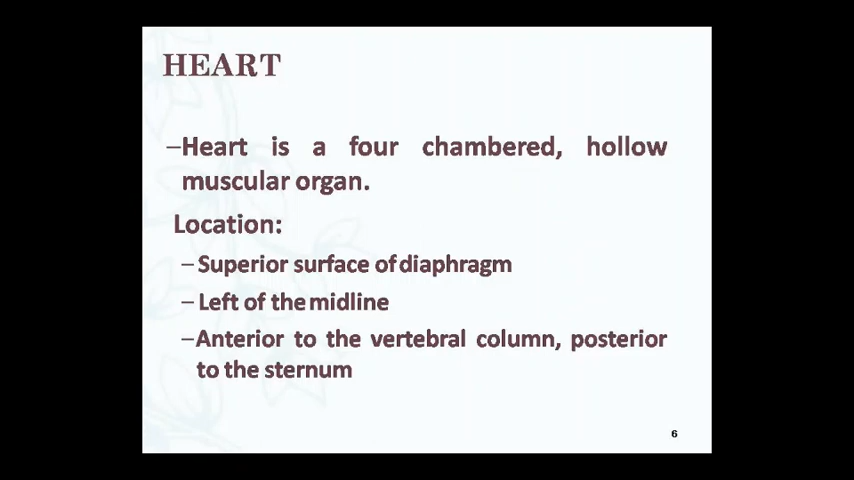 HEART
–Heart is a four chambered, hollow
muscular organ.
Location:
– Superior surface of diaphragm
– Left of the midline
–Anterior to the vertebral column, posterior
to the sternum
6